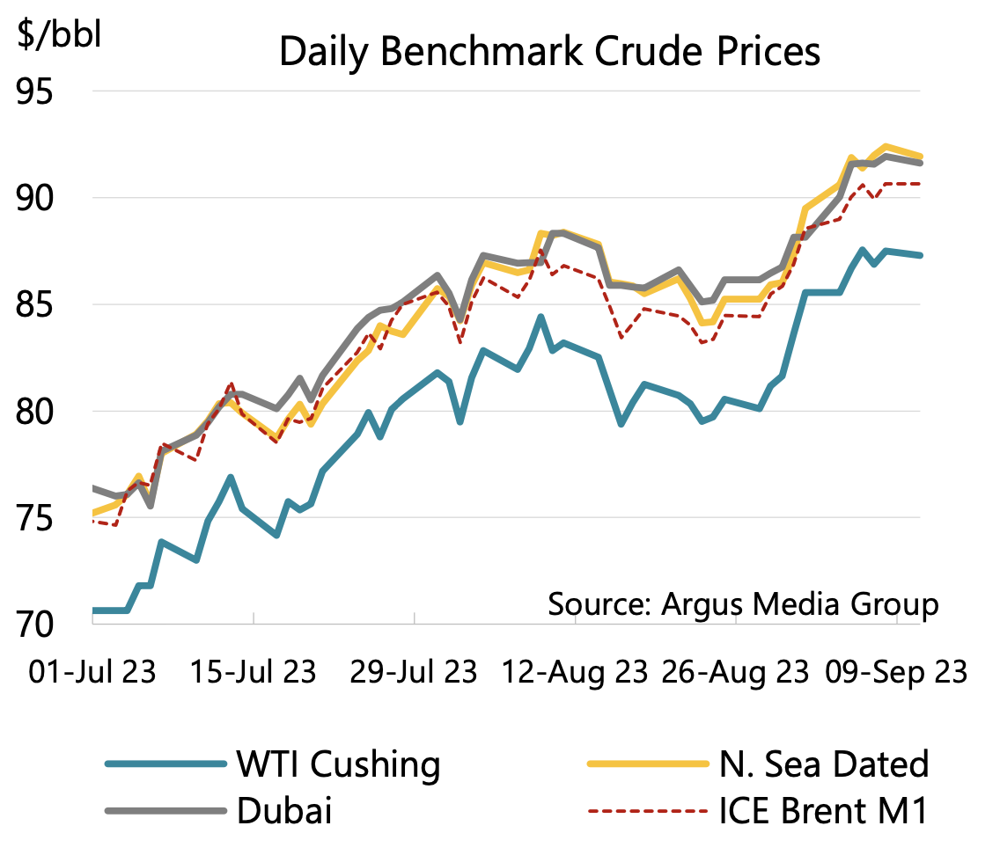 $/bbl
Daily Benchmark Crude Prices
95
90
85
80
75
70
Source: Argus Media Group
01-Jul 23 15-Jul 23 29-Jul 23 12-Aug 23 26-Aug 23 09-Sep 23
WTI Cushing N. Sea Dated
Dubai ICE Brent M1